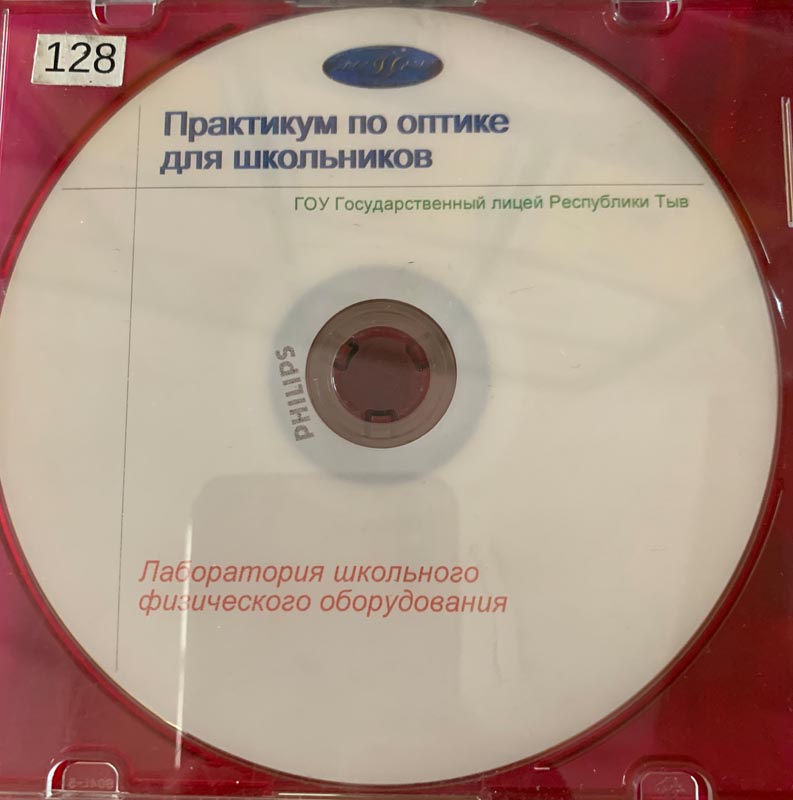 128
Практикум по оптике
для школьников
ГОУ Государственный лицей Республики Тыв
PHILIPS
Лаборатория школьного
физического оборудования